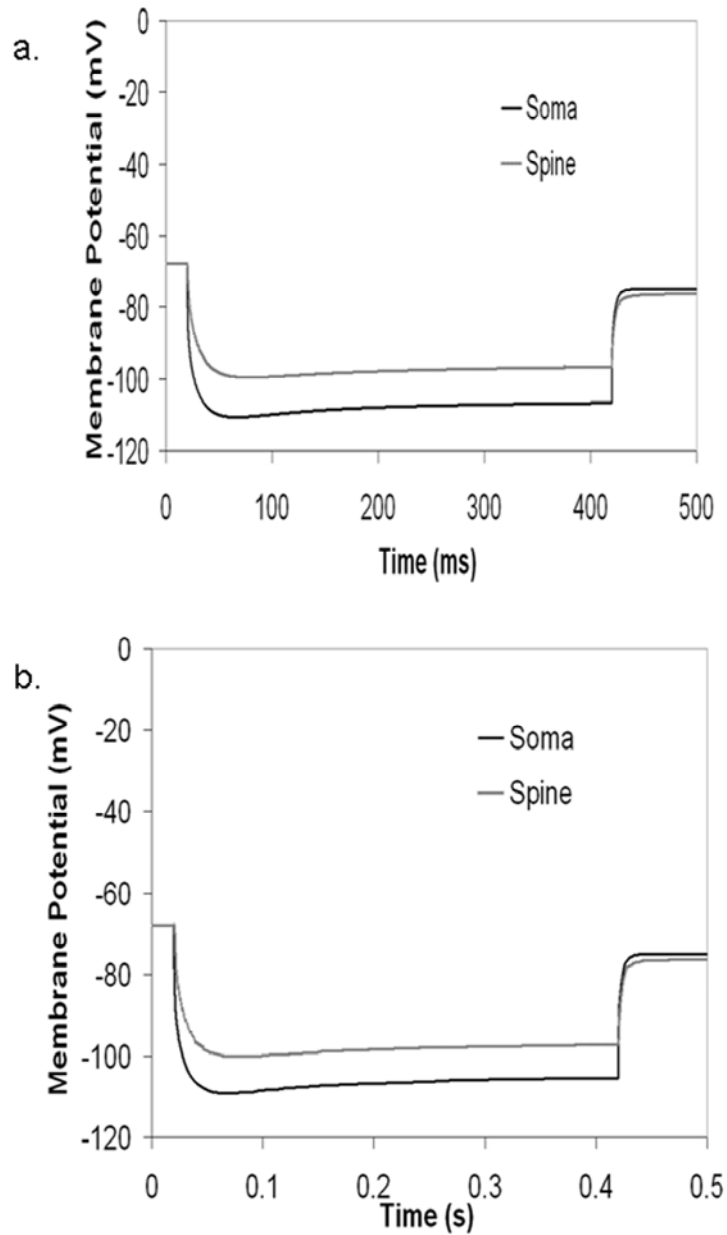 a.
Membrane Potential (mV)
0
-20
-40
-60
-80
-100
-120
Soma
Spine
0 100 200 300 400 500
Time (ms)
b.
Membrane Potential (mV)
0
-20
-40
-60
-80
-100
-120
Soma
Spine
0 0.1 0.2 0.3 0.4 0.5
Time (s)